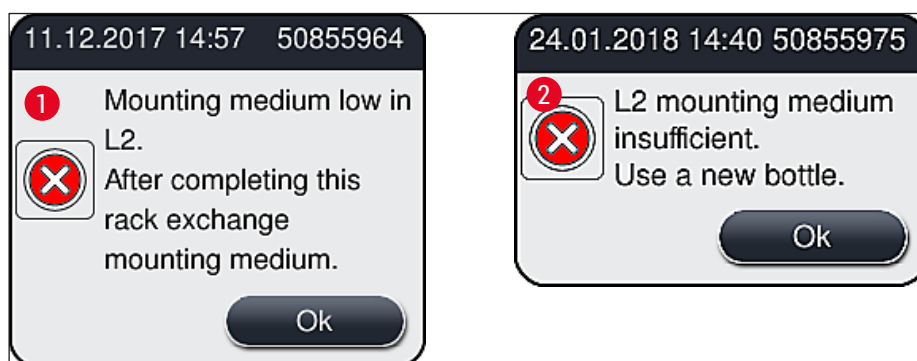 11.12.2017 14:57 50855964
1
Mounting medium low in
L2.
After completing this
rack exchange
mounting medium.
Ok
24.01.2018 14:40 50855975
2
L2 mounting medium
insufficient.
Use a new bottle.
Ok